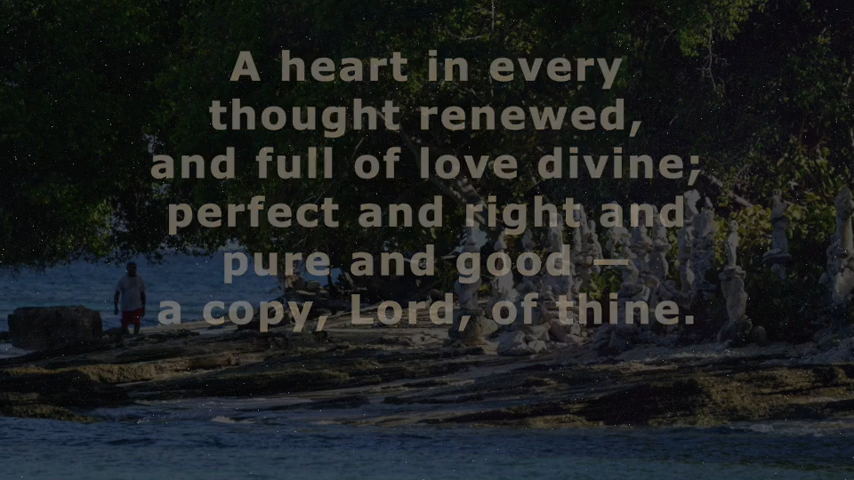 A heart in every
thought renewed,
and full of love divine;
perfect and right and
pure and good —
a copy, Lord, of thine.